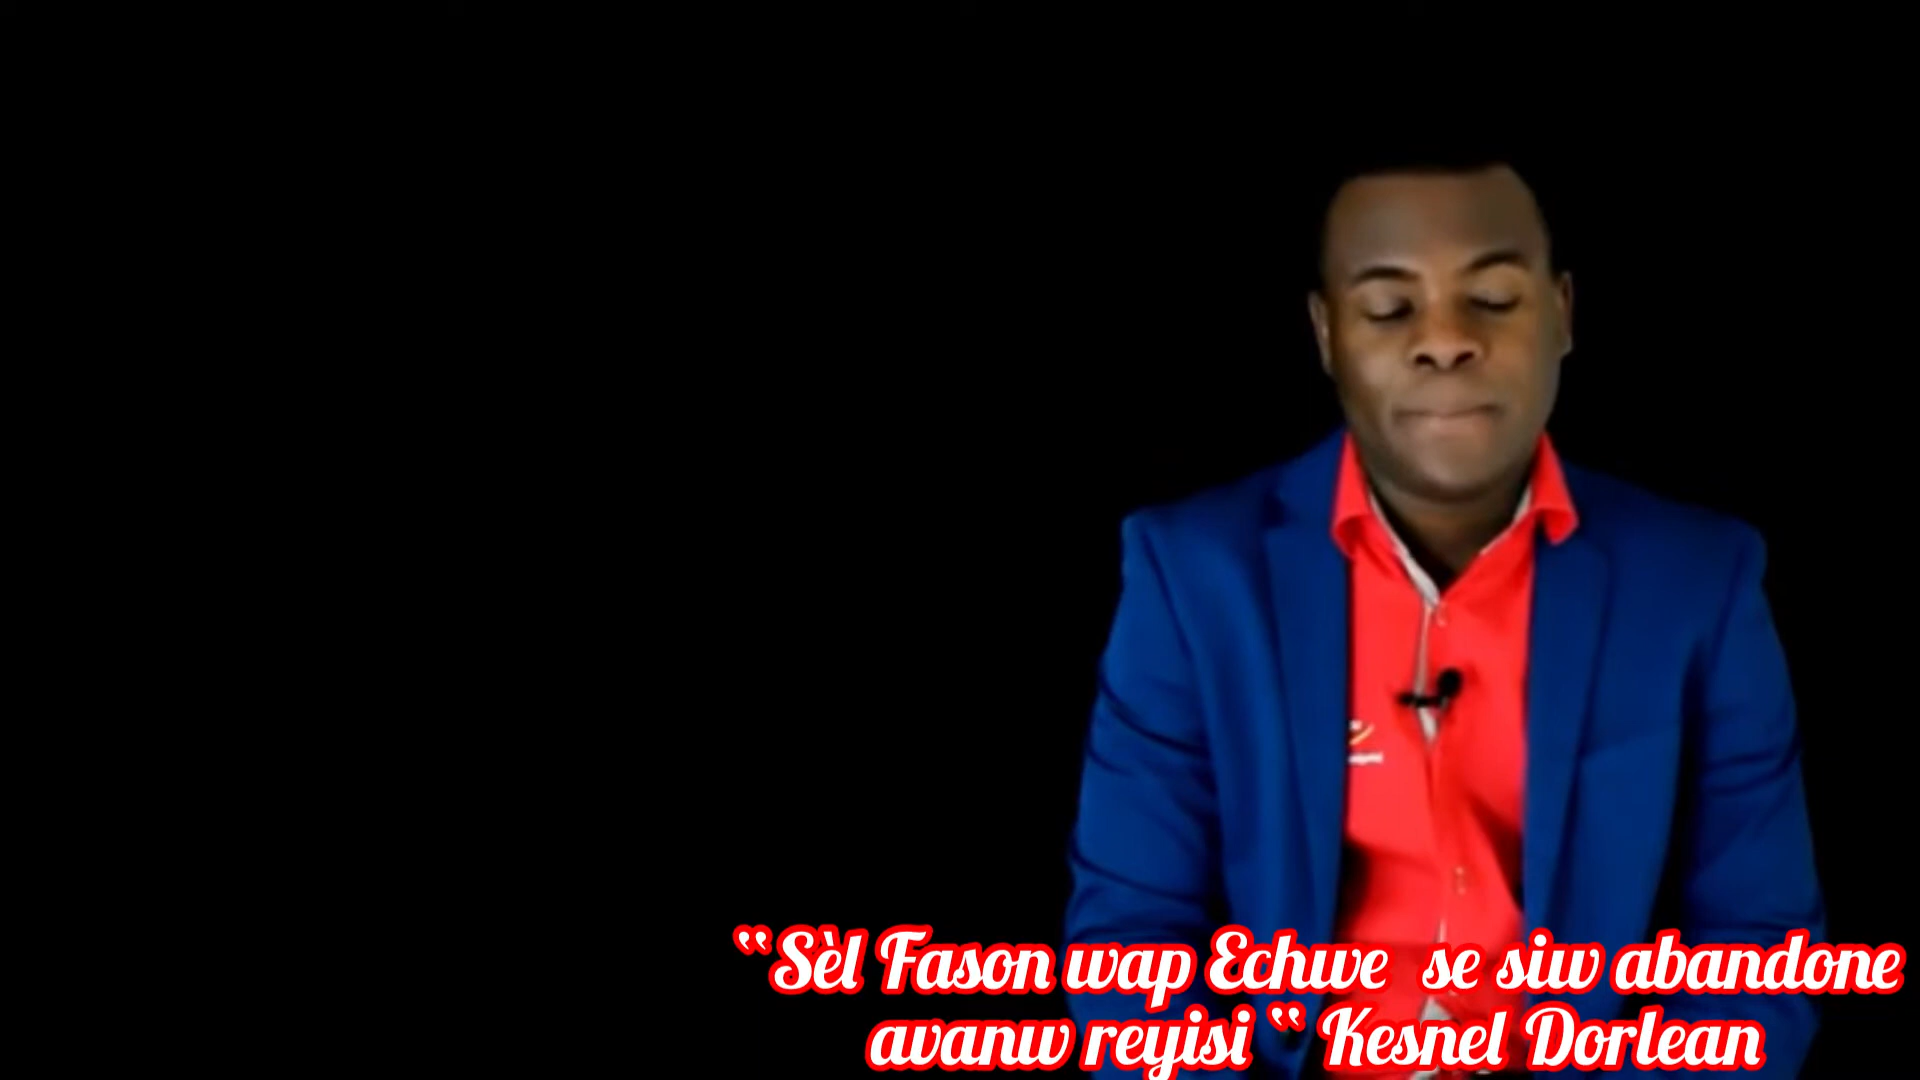 "Sèl Fason wap Echwe se siw abandone
avanw reyisi " Kesnel Dorlean